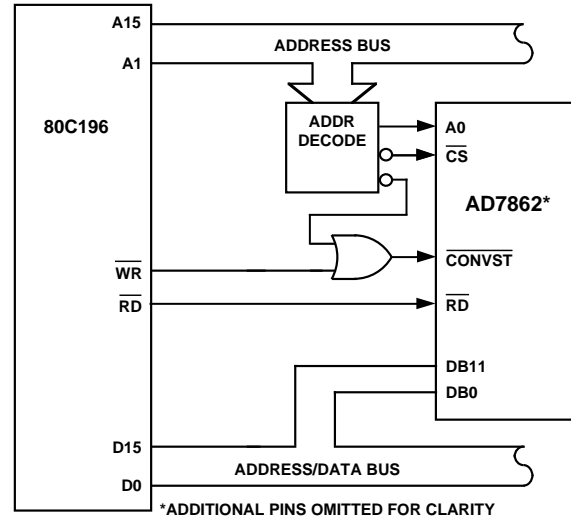 A15
ADDRESS BUS
A1
80C196
ADDR
DECODE
A0
CS
AD7862*
CONVST
WR
RD
RD
DB11
DB0
D15
ADDRESS/DATA BUS
D0
*ADDITIONAL PINS OMITTED FOR CLARITY